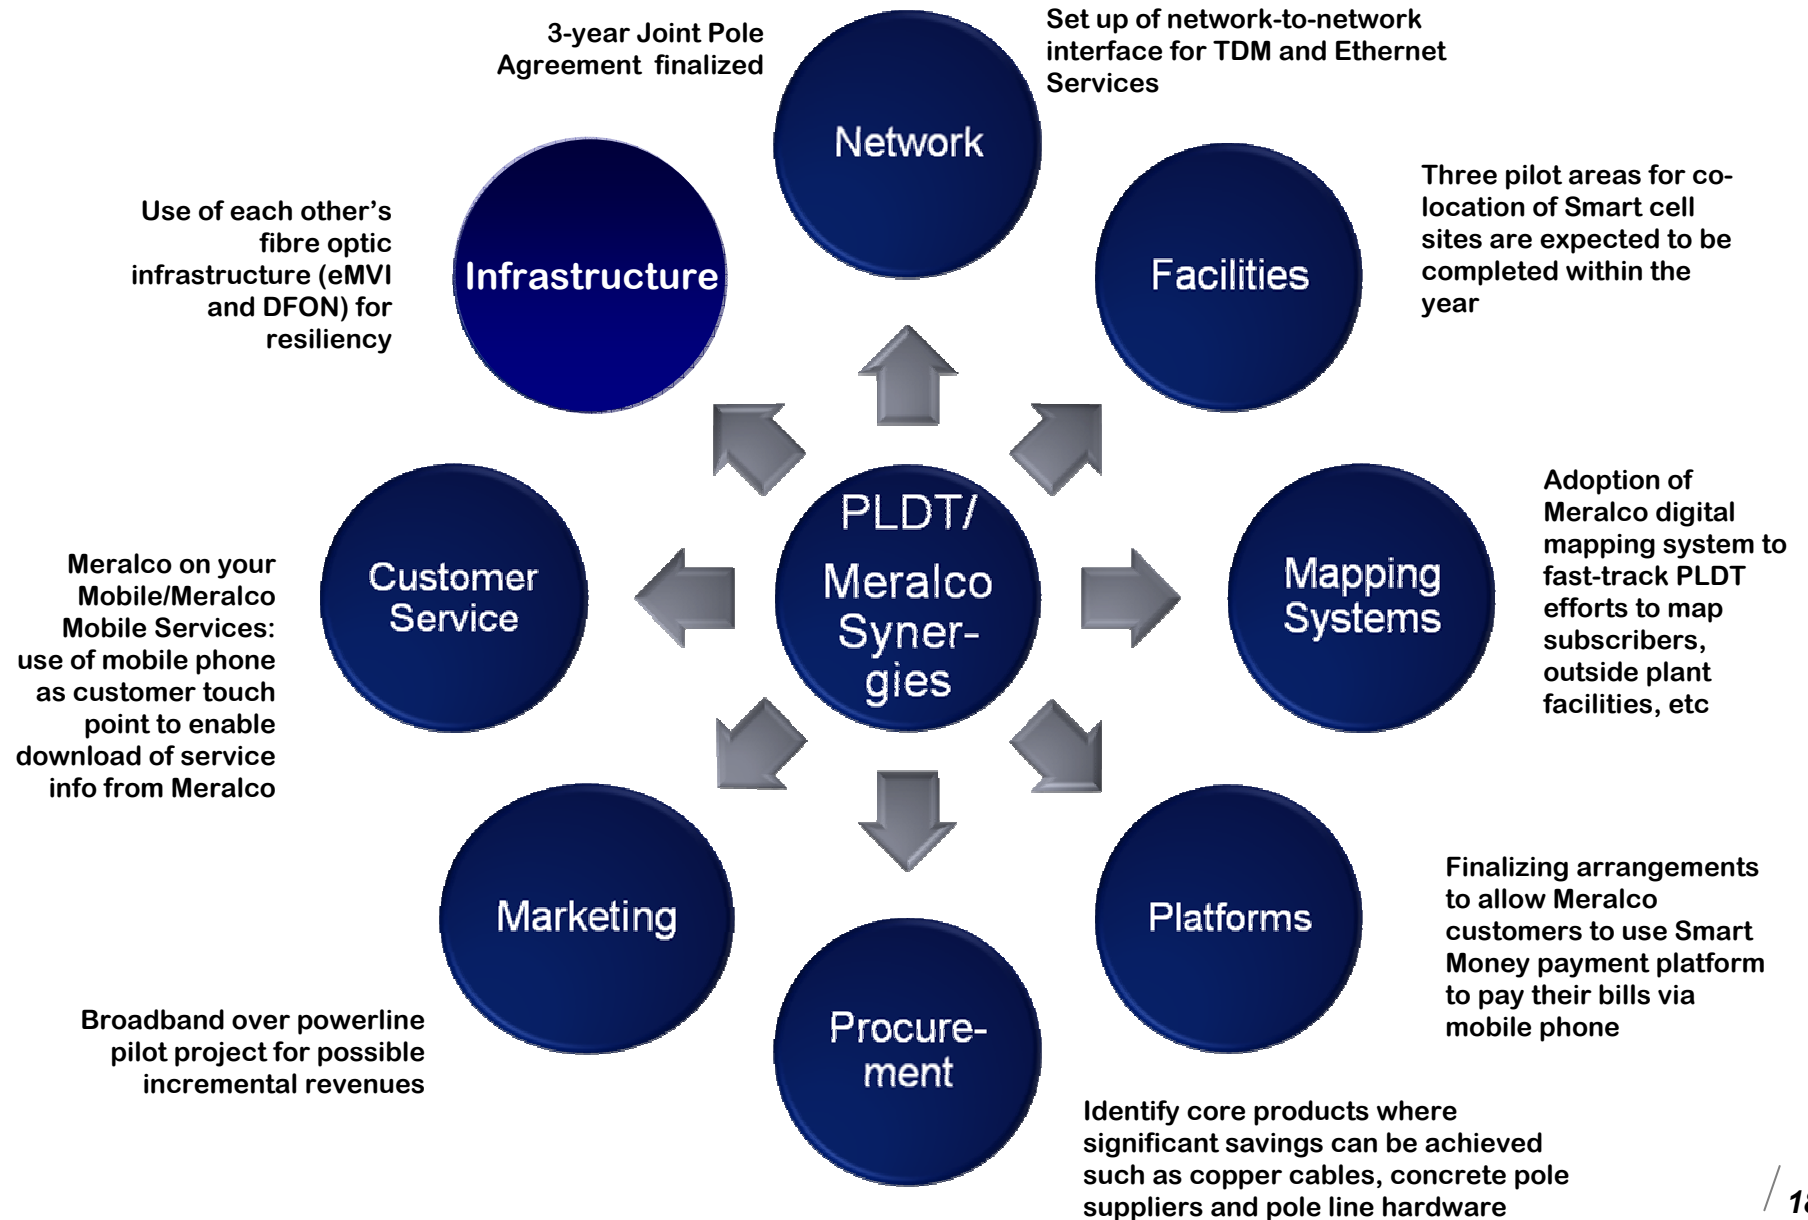 3-year Joint Pole
Agreement finalized
Set up of network-to-network
interface for TDM and Ethernet
Services
Network
Use of each other’s
fibre optic
infrastructure (eMVI
and DFON) for
resiliency
Infrastructure
Facilities
Three pilot areas for co-
location of Smart cell
sites are expected to be
completed within the
year
Meralco on your
Mobile/Meralco
Mobile Services:
use of mobile phone
as customer touch
point to enable
download of service
info from Meralco
Customer
Service
PLDT/
Meralco
Syner-
gies
Mapping
Systems
Adoption of
Meralco digital
mapping system to
fast-track PLDT
efforts to map
subscribers,
outside plant
facilities, etc
Marketing
Broadband over powerline
pilot project for possible
incremental revenues
Procure-
ment
Platforms
Finalizing arrangements
to allow Meralco
customers to use Smart
Money payment platform
to pay their bills via
mobile phone
Identify core products where
significant savings can be achieved
such as copper cables, concrete pole
suppliers and pole line hardware